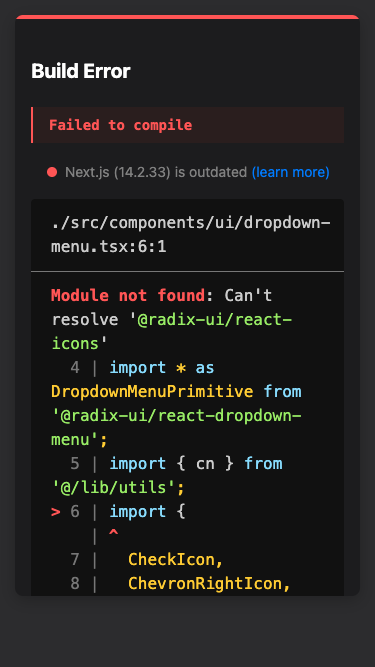 Build Error
Failed to compile
Next.js (14.2.33) is outdated (learn more)
./src/components/ui/dropdown-
menu.tsx:6:1
Module not found: Can't
resolve '@radix-ui/react-
icons'
4 | import * as
DropdownMenuPrimitive from
'@radix-ui/react-dropdown-
menu';
5 | import { cn } from
'@/lib/utils';
> 6 | import {
| ^
7 |   CheckIcon,
8 |   ChevronRightIcon,